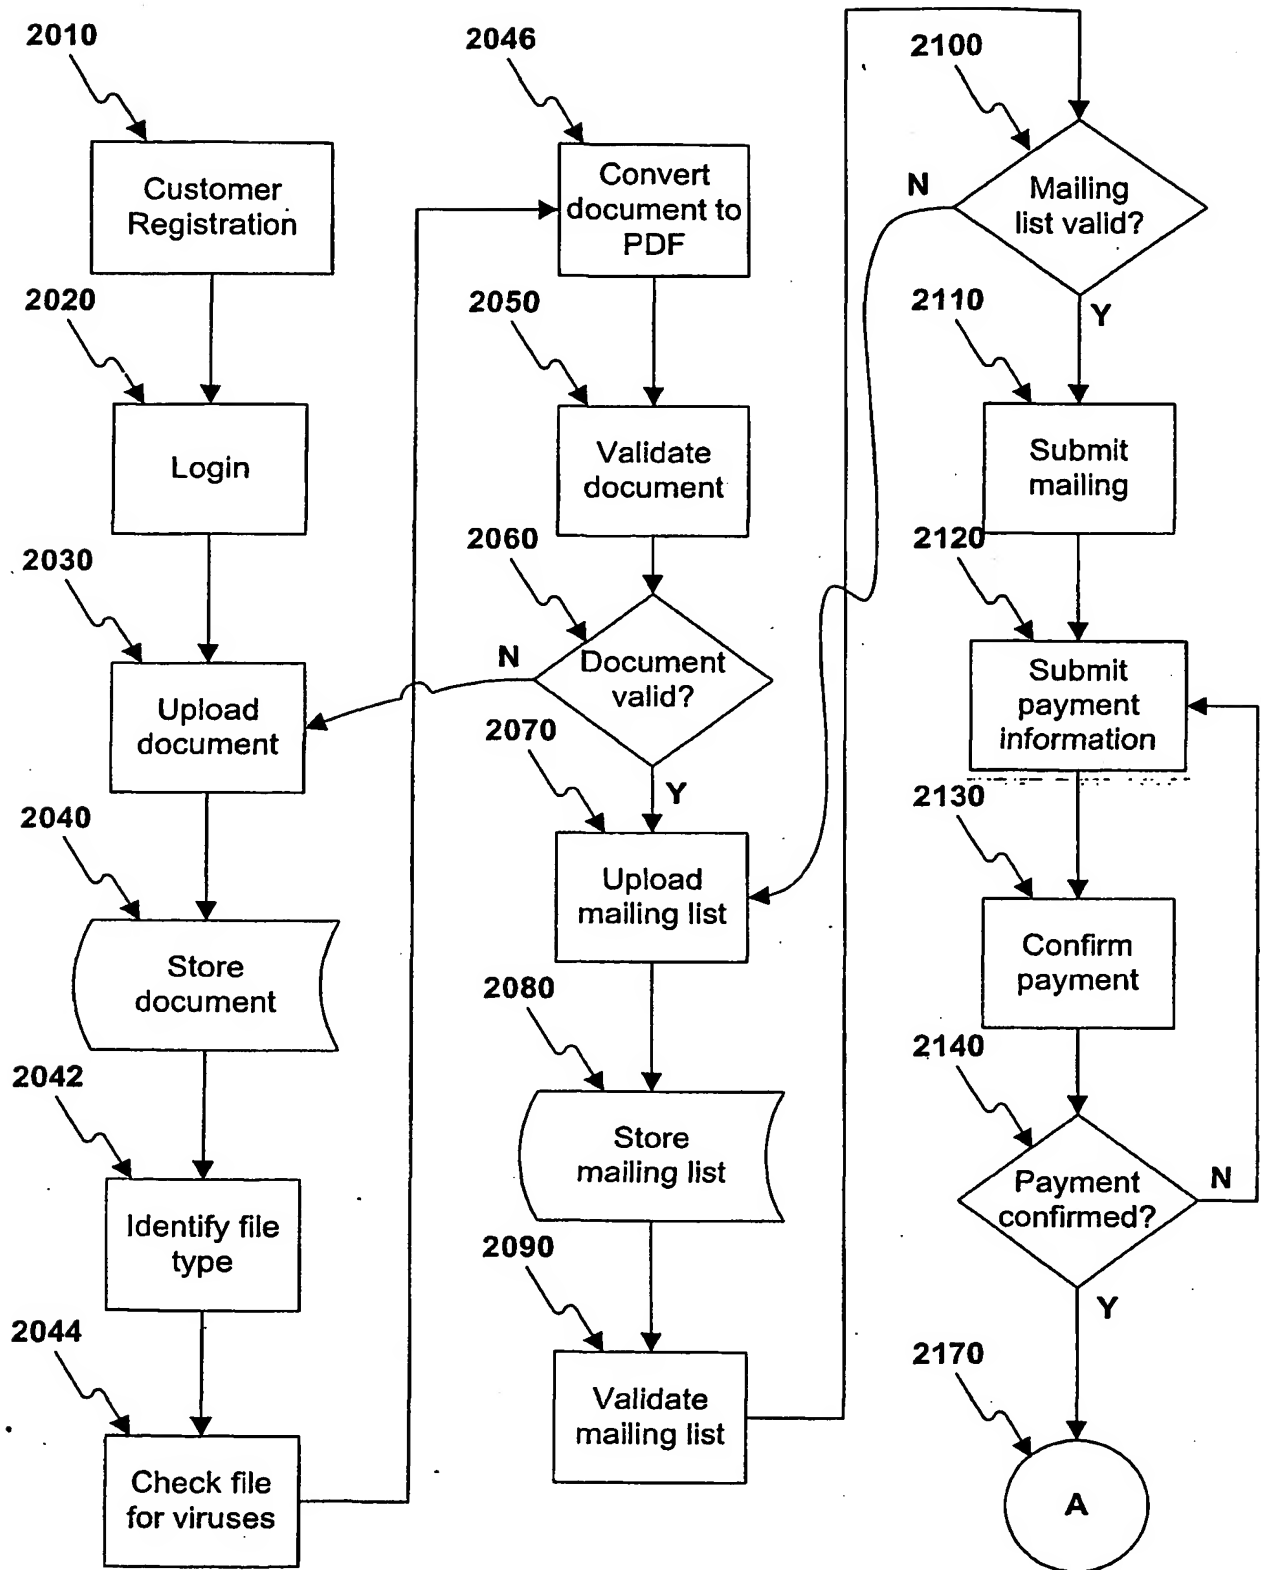 2010
Customer
Registration
2020
Login
2030
Upload
document
2040
Store
document
2042
Identify file
type
2044
Check file
for viruses
2046
Convert
document to
PDF
2050
Validate
document
2060
Document
valid?
N
Y
2070
Upload
mailing list
2080
Store
mailing list
2090
Validate
mailing list
2100
Mailing
list valid?
N
Y
2110
Submit
mailing
2120
Submit
payment
information
2130
Confirm
payment
2140
Payment
confirmed?
N
Y
2170
A